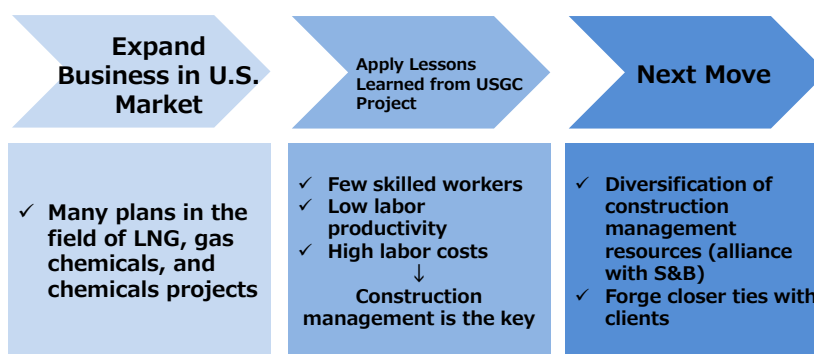 Expand
Business in U.S.
Market
Apply Lessons
Learned from USGC
Project
Next Move
✓ Many plans in the
field of LNG, gas
chemicals, and
chemicals projects
✓ Few skilled workers
✓ Low labor
productivity
✓ High labor costs
↓
Construction
management is the key
✓ Diversification of
construction
management
resources (alliance
with S&B)
✓ Forge closer ties with
clients